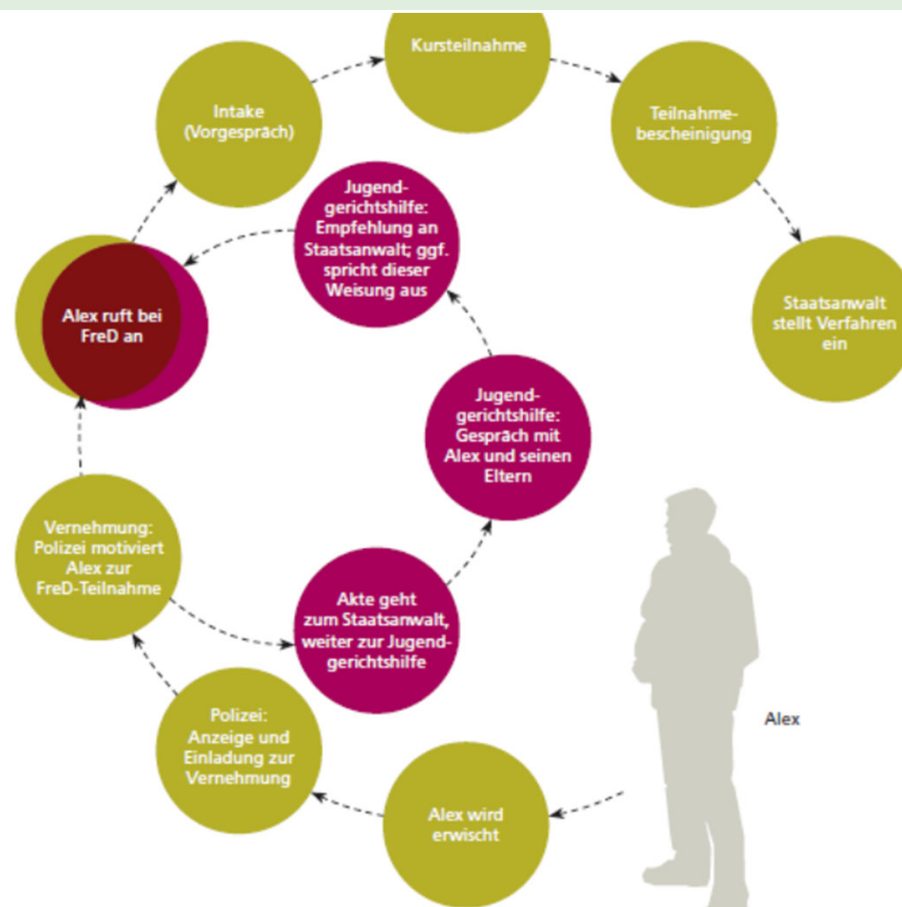 Kursteilnahme
Intake
(Vorgespräch)
Teilnahme-
bescheinigung
Jugend-
gerichtshilfe:
Empfehlung an
Staatsanwalt; ggf.
spricht dieser
Weisung aus
Alex ruft bei
FreD an
Staatsanwalt
stellt Verfahren
ein
Jugend-
gerichtshilfe:
Gespräch mit
Alex und seinen
Eltern
Vernehmung:
Polizei motiviert
Alex zur
FreD-Teilnahme
Akte geht
zum Staatsanwalt,
weiter zur Jugend-
gerichtshilfe
Polizei:
Anzeige und
Einladung zur
Vernehmung
Alex
Alex wird
erwischt